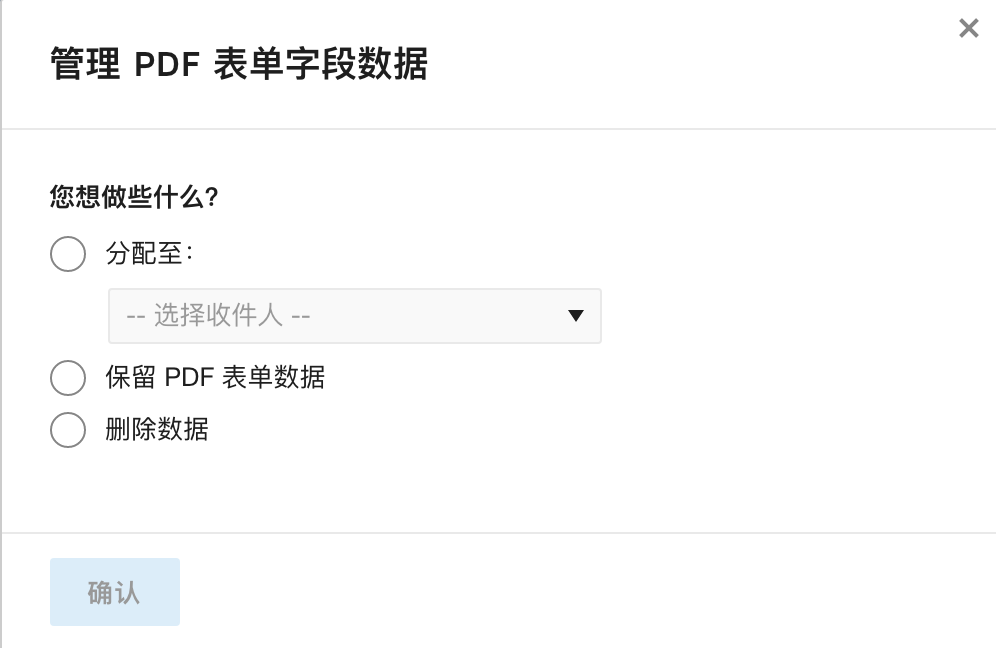 管理 PDF 表单字段数据
您想做些什么?
分配至:
-- 选择收件人 --
保留 PDF 表单数据
删除数据
确认